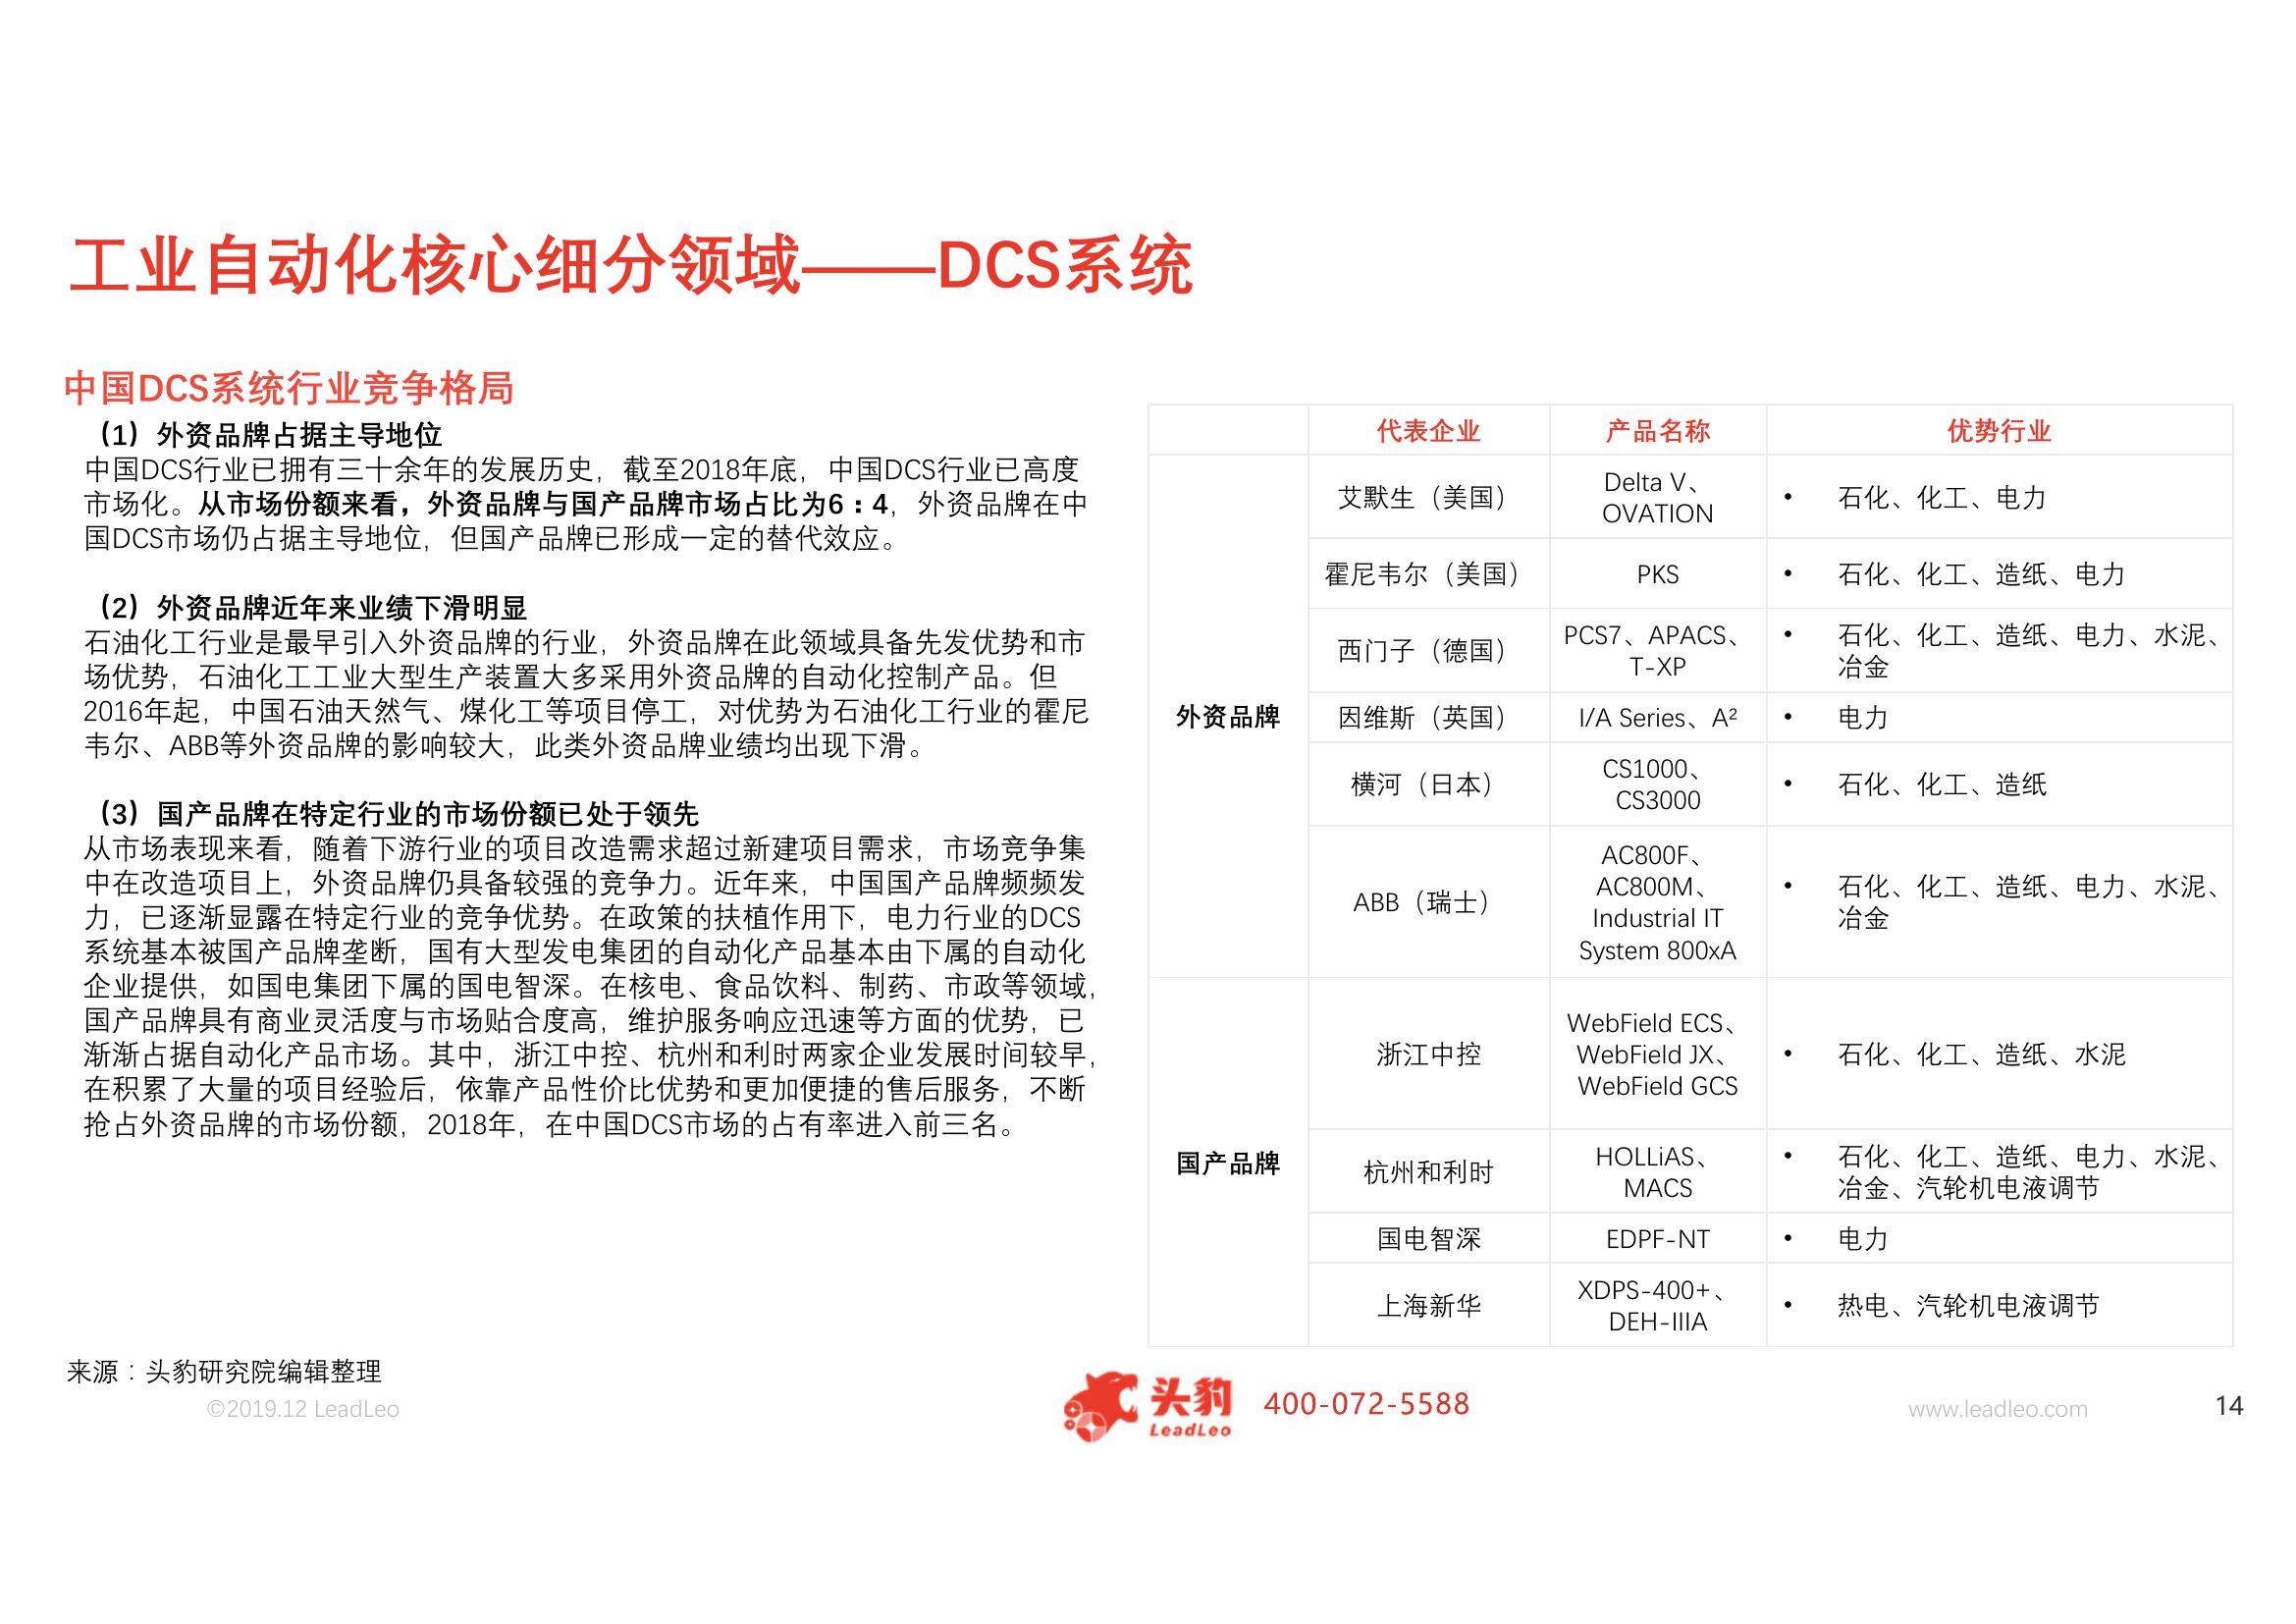 工业自动化核心细分领域——DCS系统
中国DCS系统行业竞争格局
（1）外资品牌占据主导地位
中国DCS行业已拥有三十余年的发展历史，截至2018年底，中国DCS行业已高度
市场化。从市场份额来看，外资品牌与国产品牌市场占比为6：4，外资品牌在中
国DCS市场仍占据主导地位，但国产品牌已形成一定的替代效应。
（2）外资品牌近年来业绩下滑明显
石油化工行业是最早引入外资品牌的行业，外资品牌在此领域具备先发优势和市
场优势，石油化工工业大型生产装置大多采用外资品牌的自动化控制产品。但
2016年起，中国石油天然气、煤化工等项目停工，对优势为石油化工行业的霍尼
韦尔、ABB等外资品牌的影响较大，此类外资品牌业绩均出现下滑。
（3）国产品牌在特定行业的市场份额已处于领先
从市场表现来看，随着下游行业的项目改造需求超过新建项目需求，市场竞争集
中在改造项目上，外资品牌仍具备较强的竞争力。近年来，中国国产品牌频频发
力，已逐渐显露在特定行业的竞争优势。在政策的扶植作用下，电力行业的DCS
系统基本被国产品牌垄断，国有大型发电集团的自动化产品基本由下属的自动化
企业提供，如国电集团下属的国电智深。在核电、食品饮料、制药、市政等领域，
国产品牌具有商业灵活度与市场贴合度高，维护服务响应迅速等方面的优势，已
渐渐占据自动化产品市场。其中，浙江中控、杭州和利时两家企业发展时间较早，
在积累了大量的项目经验后，依靠产品性价比优势和更加便捷的售后服务，不断
抢占外资品牌的市场份额，2018年，在中国DCS市场的占有率进入前三名。
代表企业 产品名称 优势行业
外资品牌
艾默生（美国） Delta V、
OVATION
• 石化、化工、电力
霍尼韦尔（美国） PKS • 石化、化工、造纸、电力
西门子（德国） PCS7、APACS、
T-XP
• 石化、化工、造纸、电力、水泥、
冶金
因维斯（英国） I/A Series、A² • 电力
横河（日本） CS1000、
CS3000
• 石化、化工、造纸
ABB（瑞士） AC800F、
AC800M、
Industrial IT
System 800xA
• 石化、化工、造纸、电力、水泥、
冶金
国产品牌
浙江中控 WebField ECS、
WebField JX、
WebField GCS
• 石化、化工、造纸、水泥
杭州和利时 HOLLiAS、
MACS
• 石化、化工、造纸、电力、水泥、
冶金、汽轮机电液调节
国电智深 EDPF-NT • 电力
上海新华 XDPS-400+、
DEH-IIIA
• 热电、汽轮机电液调节
来源：头豹研究院编辑整理
©2019.12 LeadLeo
头豹
LeadLeo
400-072-5588
www.leadleo.com
14